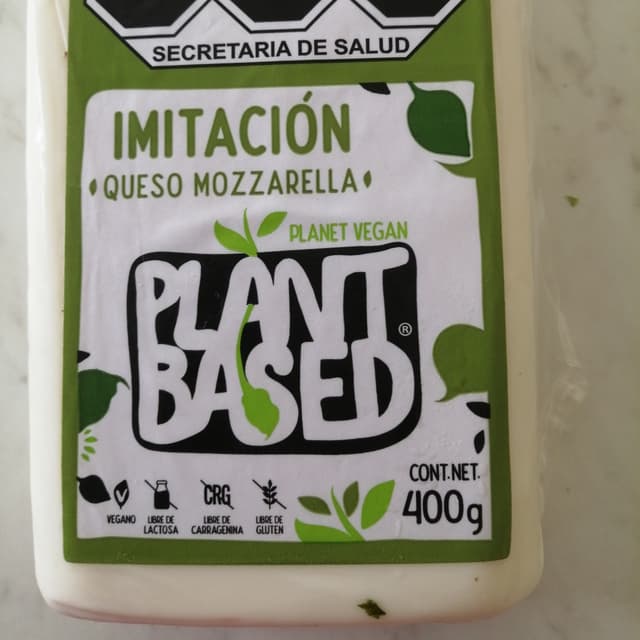 SECRETARIA DE SALUD
IMITACIÓN
QUESO MOZZARELLA
PLANET VEGAN
PLANT
BASED®
VEGANO
LIBRE DE
LACTOSA
CRG
LIBRE DE
CARRAGENINA
LIBRE DE
GLUTEN
CONT.NET.
400g